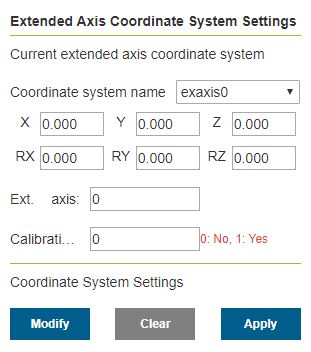 Extended Axis Coordinate System Settings
Current extended axis coordinate system
Coordinate system name exaxis0
X 0.000 Y 0.000 Z 0.000
RX 0.000 RY 0.000 RZ 0.000
Ext. axis: 0
Calibrati... 0 0: No, 1: Yes
Coordinate System Settings
Modify Clear Apply